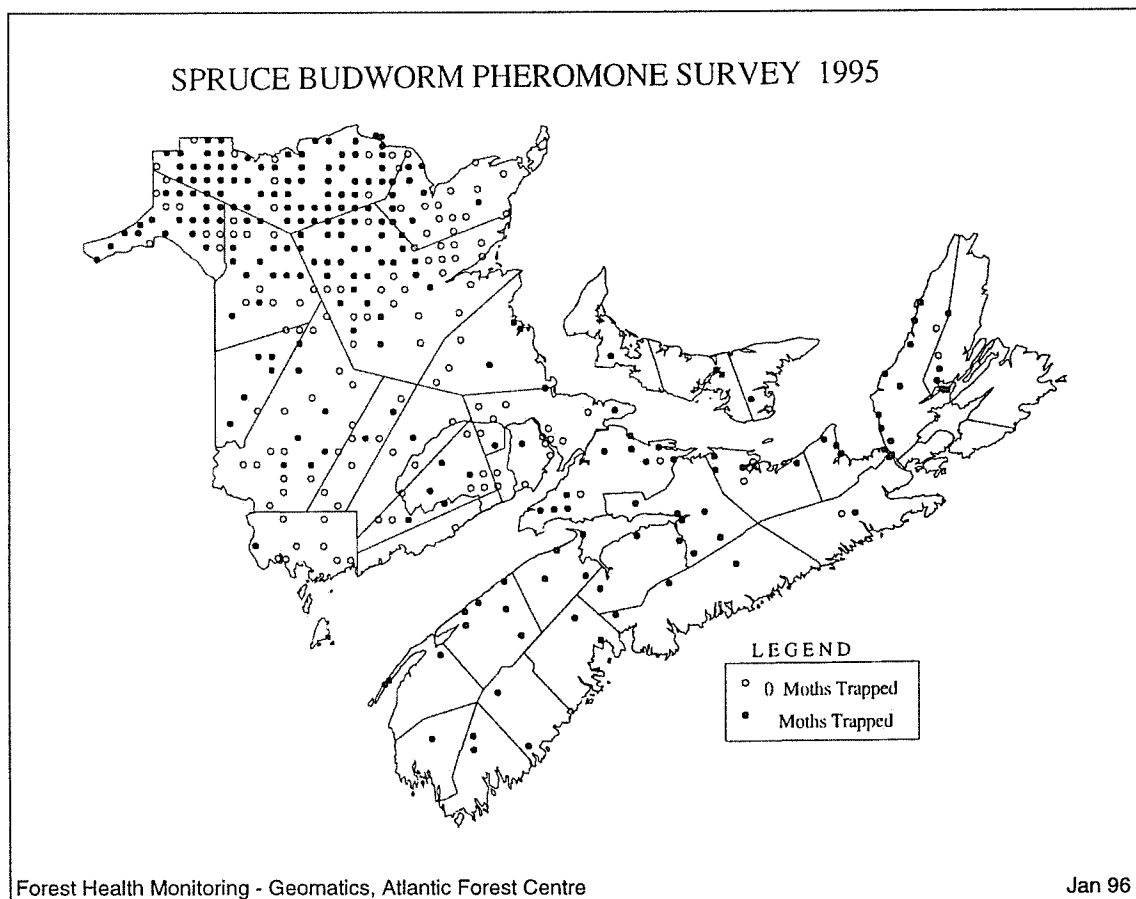 SPRUCE BUDWORM PHEROMONE SURVEY 1995
LEGEND
0 Moths Trapped
Moths Trapped
Forest Health Monitoring - Geomatics, Atlantic Forest Centre
Jan 96